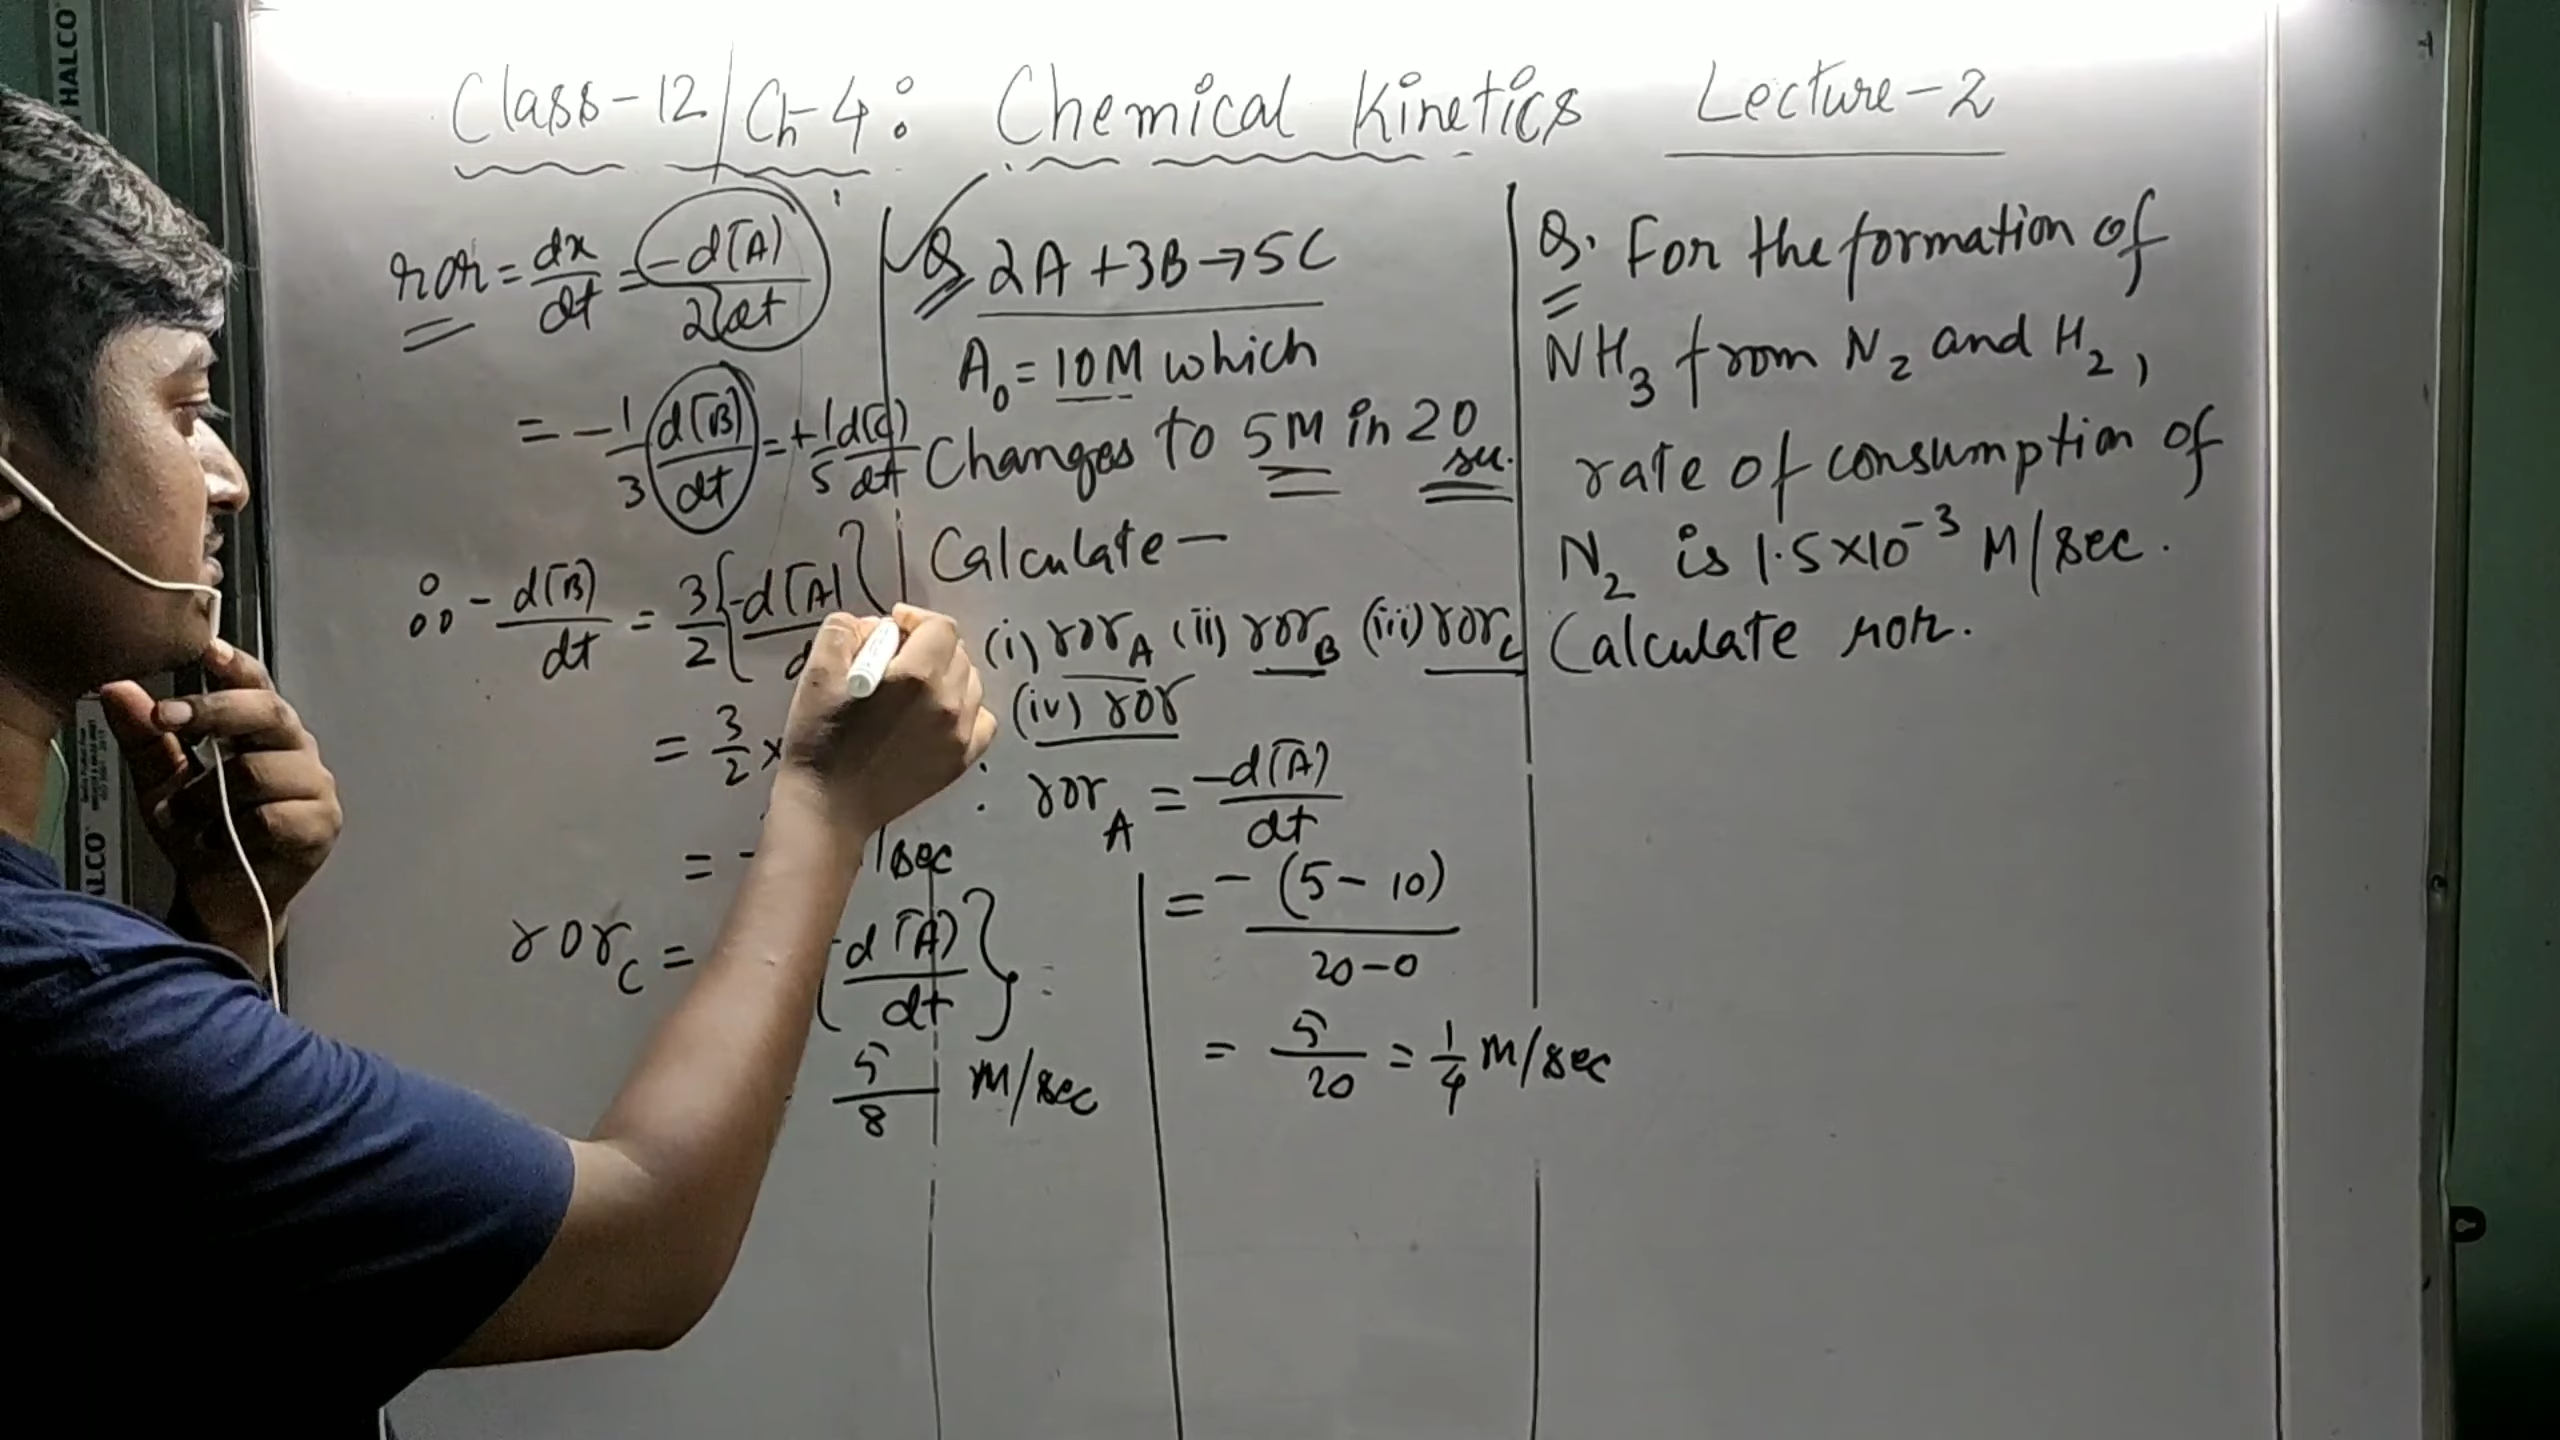 HALCO
Class-12/Ch-4: Chemical Kinetics Lecture-2
ror = dx/dt = -d[A]/2dt
= -1/3 d[B]/dt = +1/5 d[C]/dt
∴ -d[B]/dt = 3/2 {-d[A]/d
= 3/2 ×
= /sec
ror_C = -d[A]/dt } =
5/8 M/sec
Q 2A + 3B → 5C
A₀ = 10M which
Changes to 5M in 20
sec.
Calculate –
(i) ror_A (ii) ror_B (iii) ror_C
(iv) ror
: ror_A = -d[A]/dt
= -(5-10)/20-0
= 5/20 = 1/4 M/sec
Q. For the formation of
NH₃ from N₂ and H₂,
rate of consumption of
N₂ is 1.5×10⁻³ M/sec.
Calculate ror.